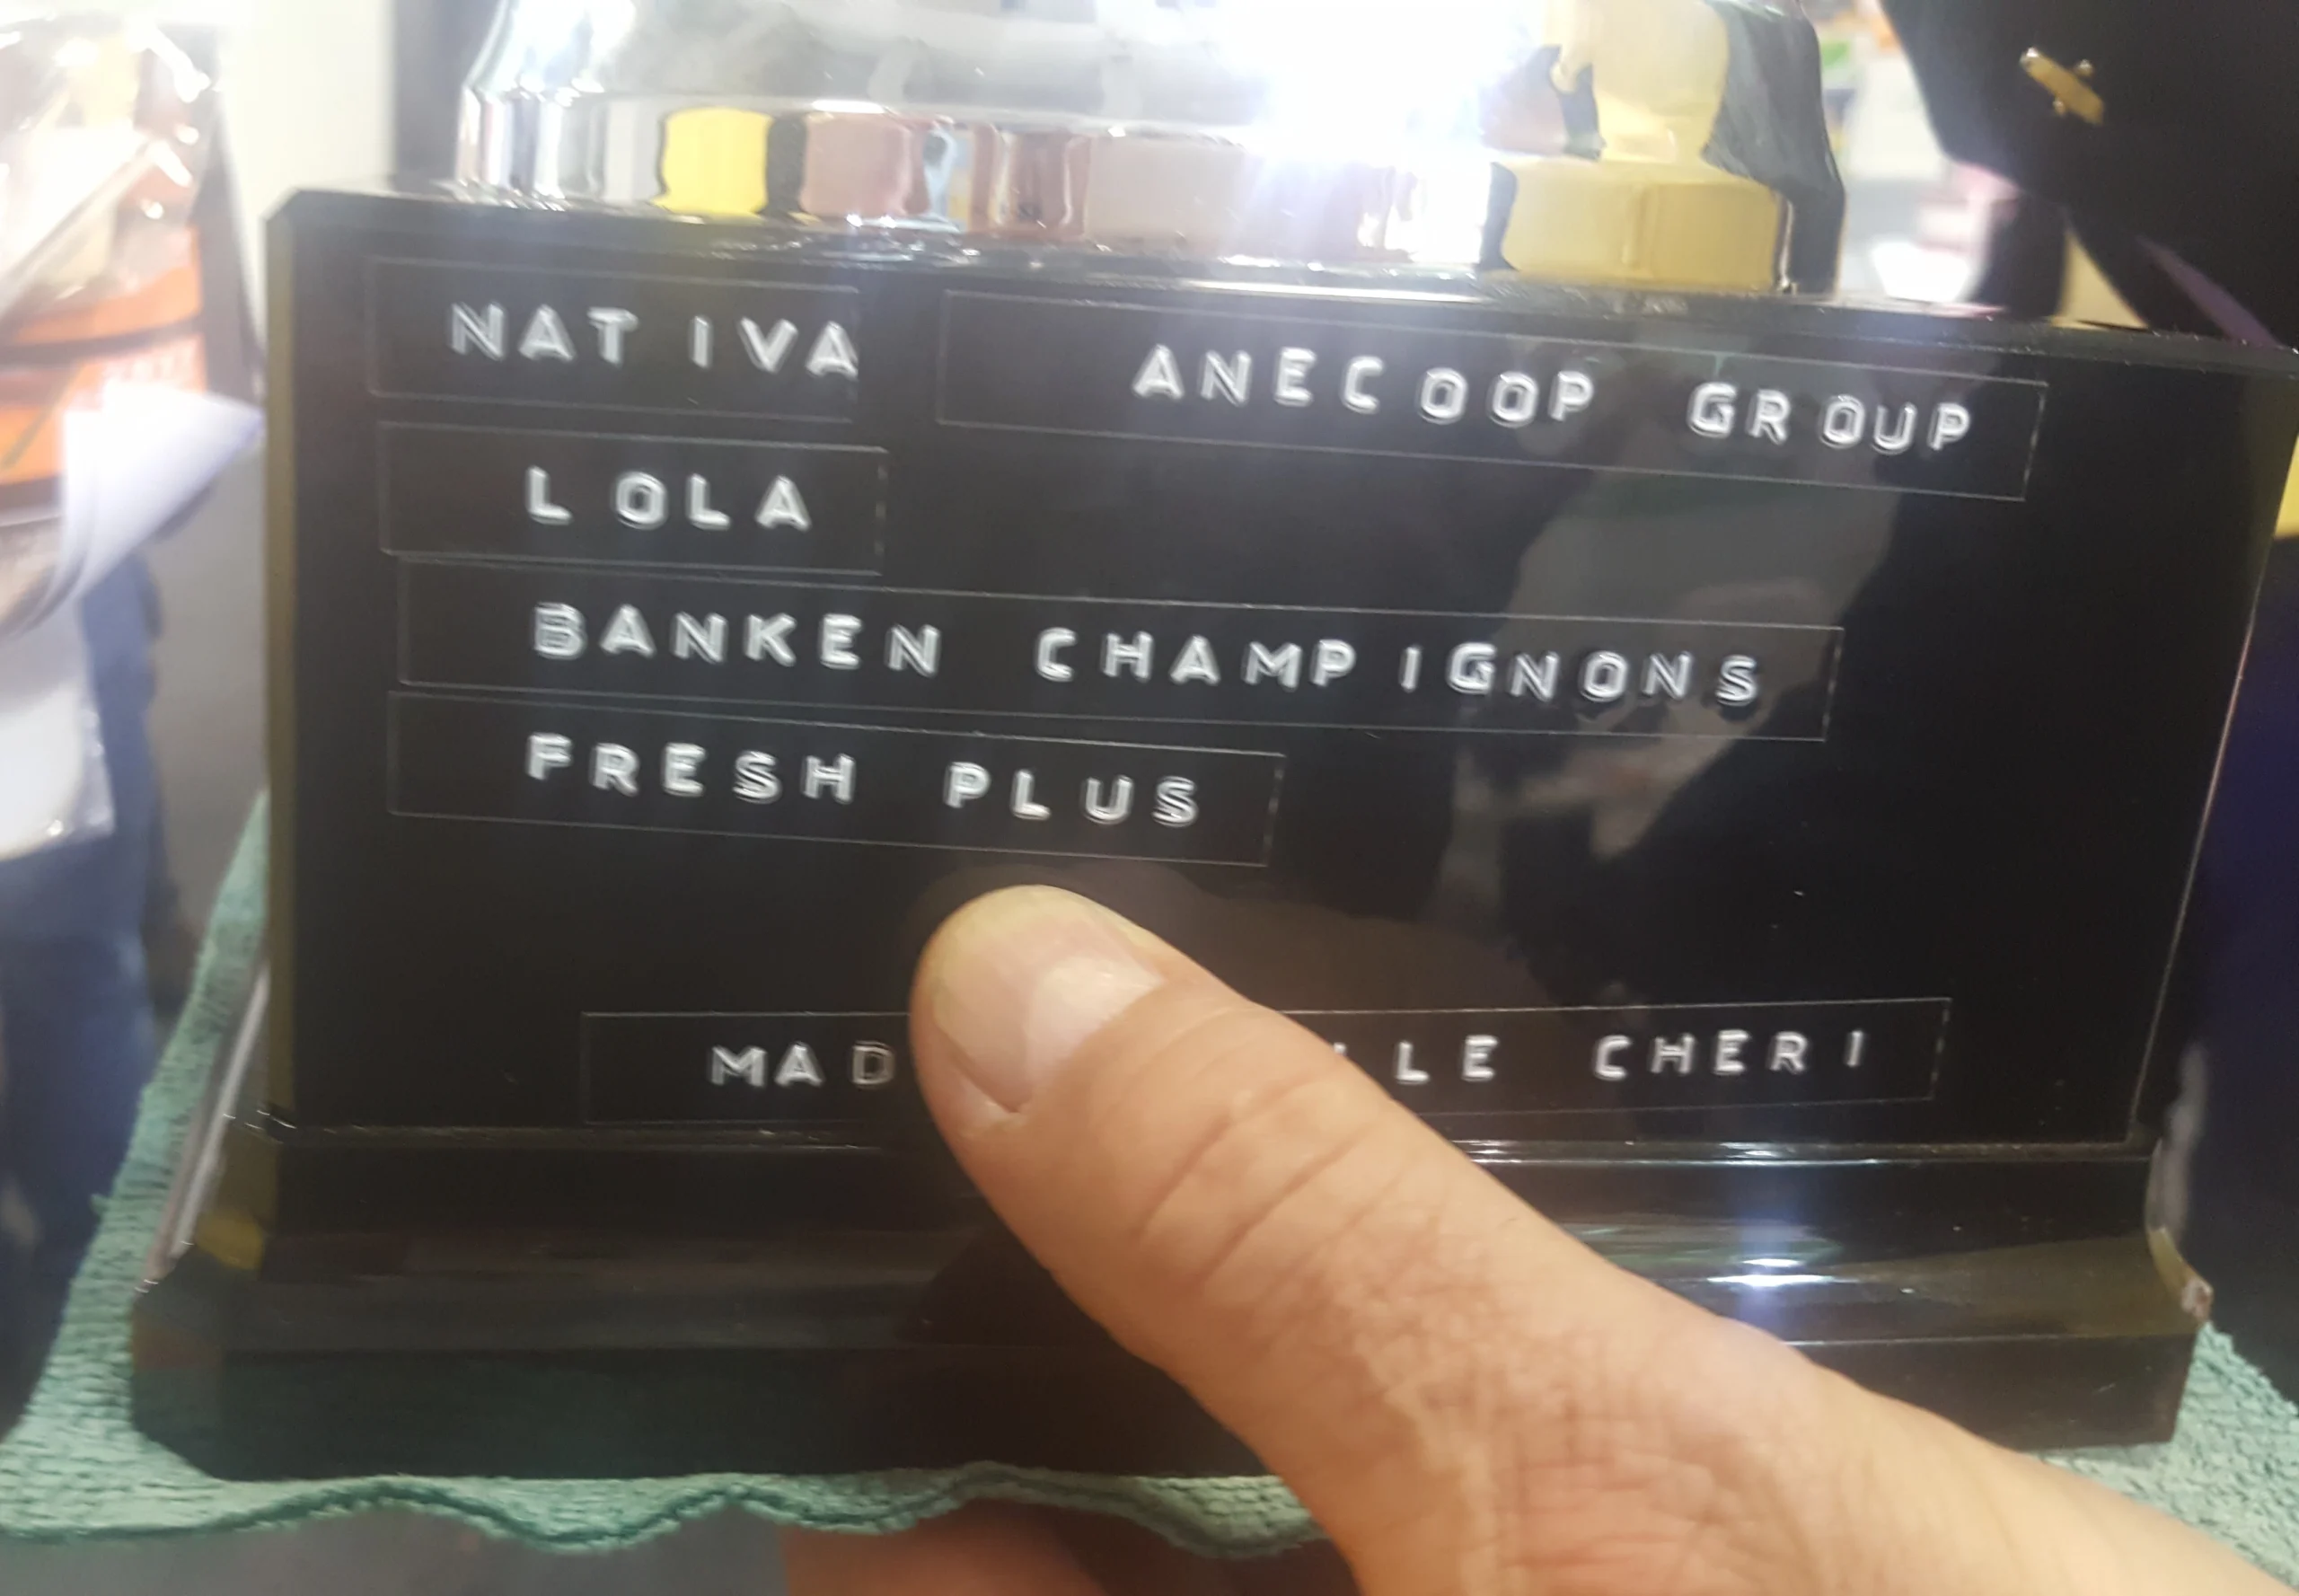 NATIVA ANECOOP GROUP
LOLA
BANKEN CHAMPIGNONS
FRESH PLUS
CHERI